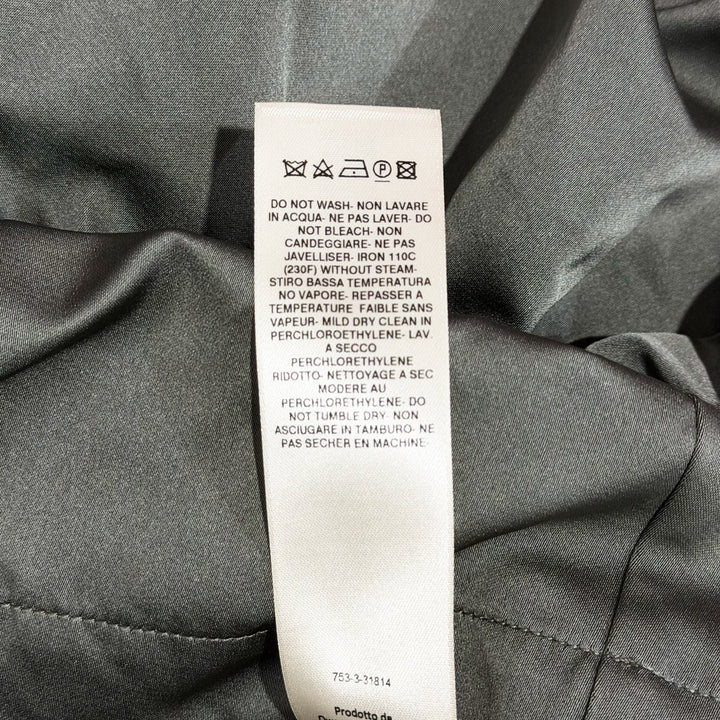 P
DO NOT WASH- NON LAVARE
IN ACQUA- NE PAS LAVER- DO
NOT BLEACH- NON
CANDEGGIARE- NE PAS
JAVELLISER- IRON 110C
(230F) WITHOUT STEAM-
STIRO BASSA TEMPERATURA
NO VAPORE- REPASSER A
TEMPERATURE FAIBLE SANS
VAPEUR- MILD DRY CLEAN IN
PERCHLOROETHYLENE- LAV.
A SECCO
PERCHLORETHYLENE
RIDOTTO- NETTOYAGE A SEC
MODERE AU
PERCHLORETHYLENE- DO
NOT TUMBLE DRY- NON
ASCIUGARE IN TAMBURO- NE
PAS SECHER EN MACHINE-
753-3-31814
Prodotto da